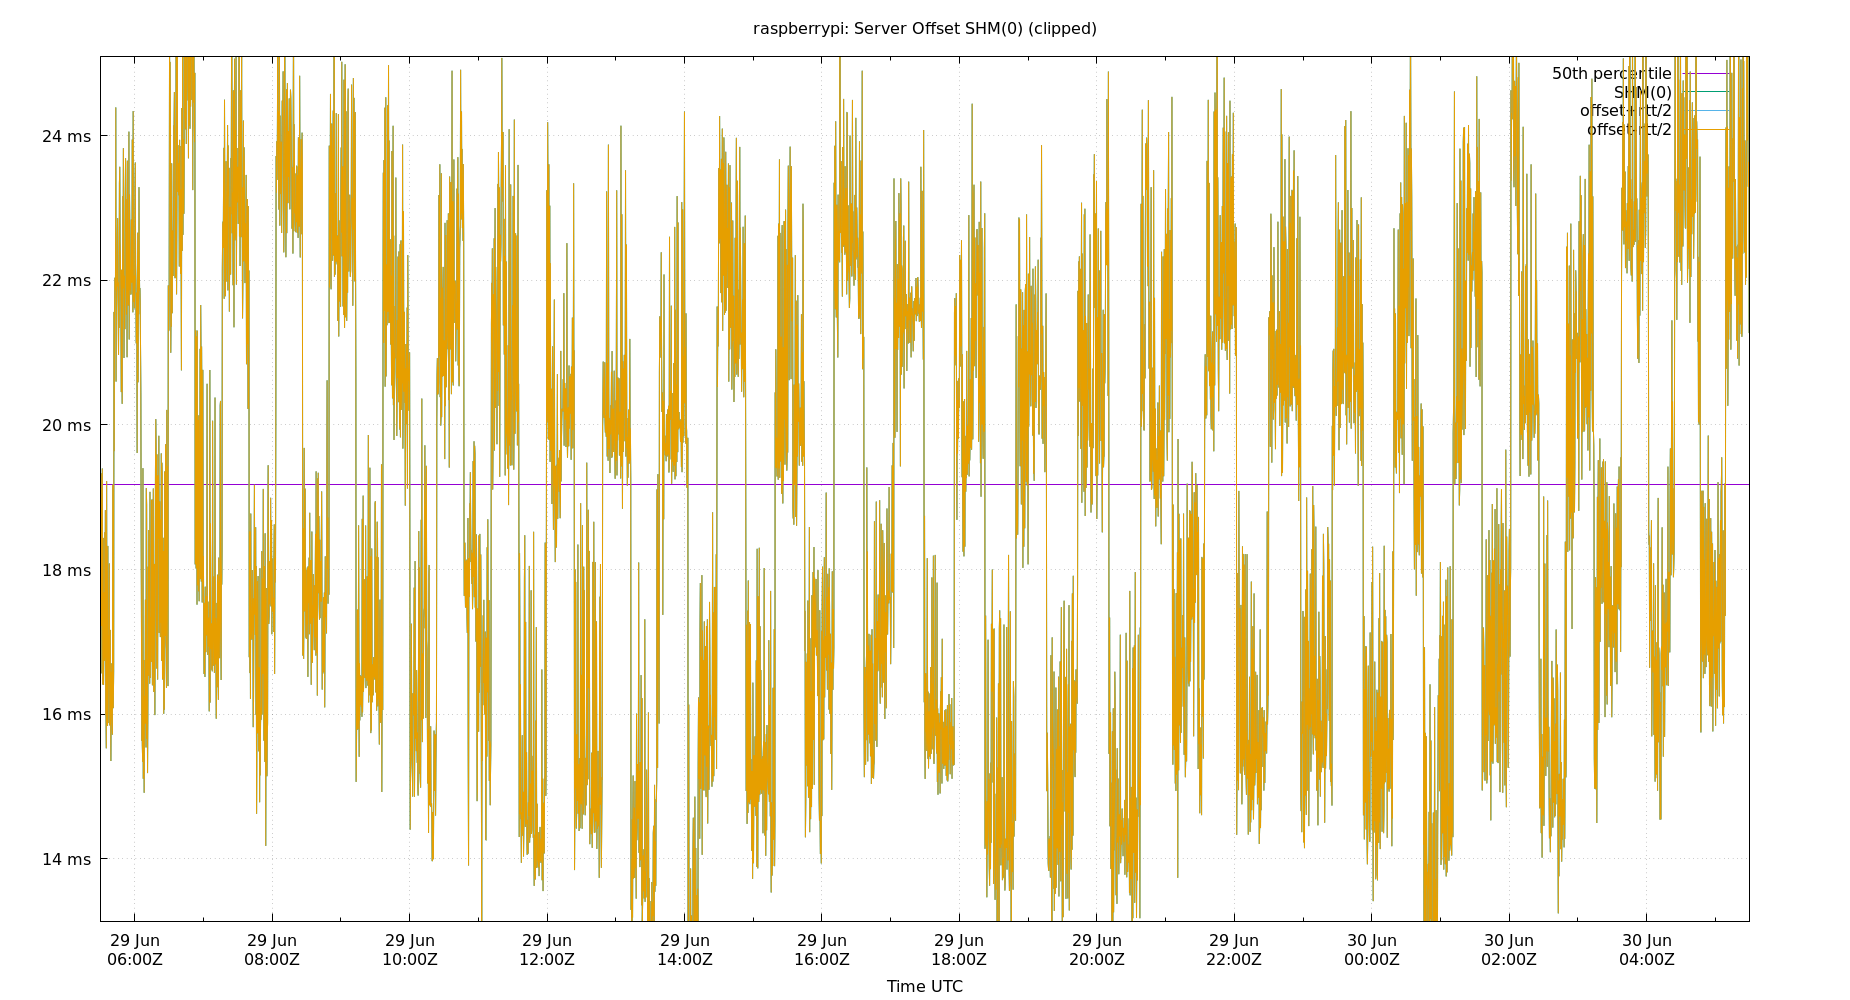 raspberrypi: Server Offset SHM(0) (clipped)
50th percentile
SHM(0)
offset+rtt/2
offset-rtt/2
24 ms
22 ms
20 ms
18 ms
16 ms
14 ms
29 Jun 29 Jun 29 Jun 29 Jun 29 Jun 29 Jun 29 Jun 29 Jun 29 Jun 30 Jun 30 Jun 30 Jun
06:00Z 08:00Z 10:00Z 12:00Z 14:00Z 16:00Z 18:00Z 20:00Z 22:00Z 00:00Z 02:00Z 04:00Z
Time UTC